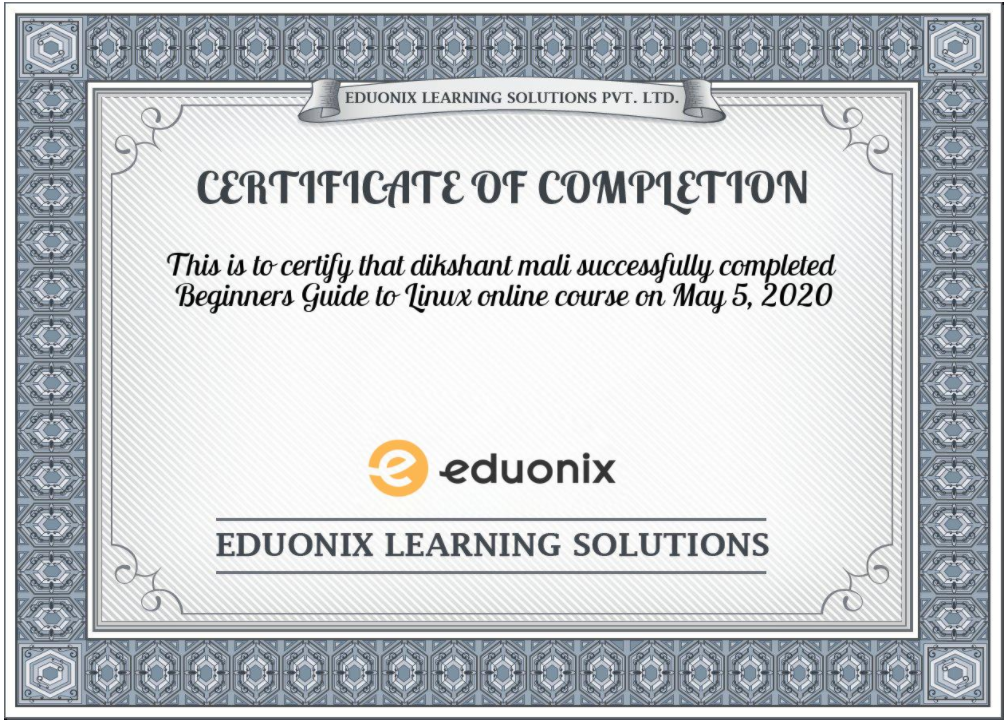 EDUONIX LEARNING SOLUTIONS PVT. LTD.
CERTIFICATE OF COMPLETION
This is to certify that dikshant mali successfully completed
Beginners Guide to Linux online course on May 5, 2020
e eduonix
EDUONIX LEARNING SOLUTIONS